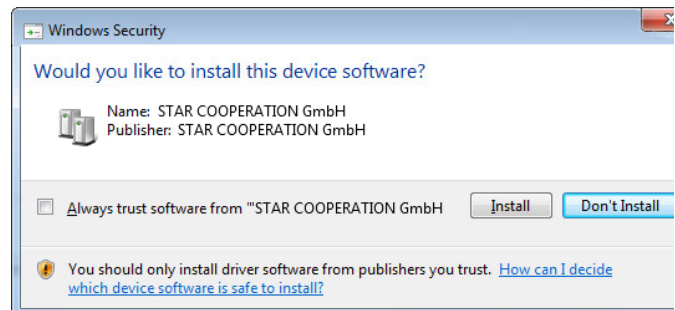 Windows Security
Would you like to install this device software?
Name: STAR COOPERATION GmbH
Publisher: STAR COOPERATION GmbH
Always trust software from "'STAR COOPERATION GmbH
Install
Don't Install
You should only install driver software from publishers you trust. How can I decide
which device software is safe to install?